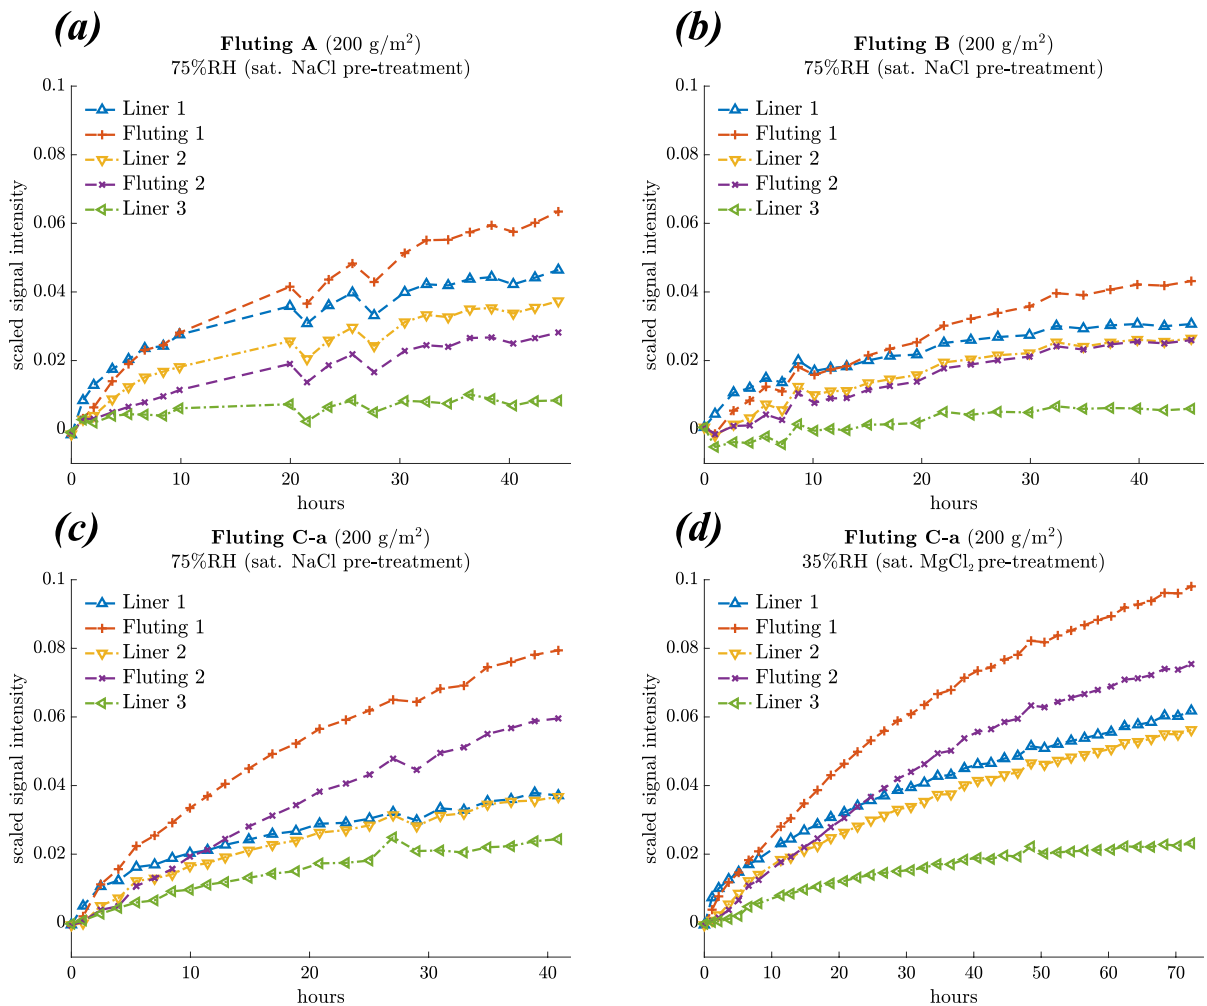 (a)
Fluting A (200 g/m²)
75%RH (sat. NaCl pre-treatment)
0.1
0.08
0.06
0.04
0.02
0
scaled signal intensity
Liner 1
Fluting 1
Liner 2
Fluting 2
Liner 3
0 10 20 30 40
hours
(b)
Fluting B (200 g/m²)
75%RH (sat. NaCl pre-treatment)
0.1
0.08
0.06
0.04
0.02
0
scaled signal intensity
Liner 1
Fluting 1
Liner 2
Fluting 2
Liner 3
0 10 20 30 40
hours
(c)
Fluting C-a (200 g/m²)
75%RH (sat. NaCl pre-treatment)
0.1
0.08
0.06
0.04
0.02
0
scaled signal intensity
Liner 1
Fluting 1
Liner 2
Fluting 2
Liner 3
0 10 20 30 40
hours
(d)
Fluting C-a (200 g/m²)
35%RH (sat. MgCl₂ pre-treatment)
0.1
0.08
0.06
0.04
0.02
0
scaled signal intensity
Liner 1
Fluting 1
Liner 2
Fluting 2
Liner 3
0 10 20 30 40 50 60 70
hours